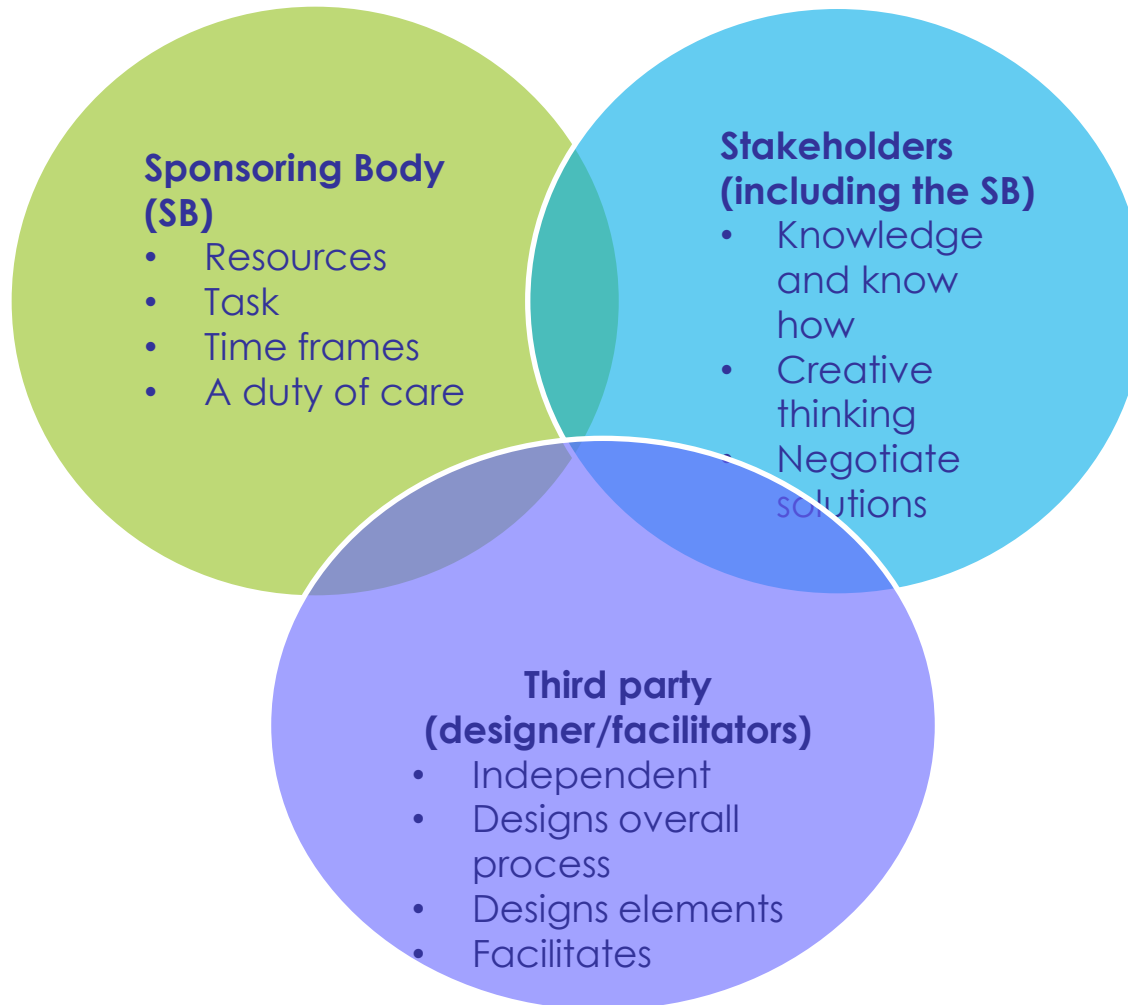 Sponsoring Body
(SB)
• Resources
• Task
• Time frames
• A duty of care
Stakeholders
(including the SB)
• Knowledge
and know
how
• Creative
thinking
• Negotiate
solutions
Third party
(designer/facilitators)
• Independent
• Designs overall
process
• Designs elements
• Facilitates